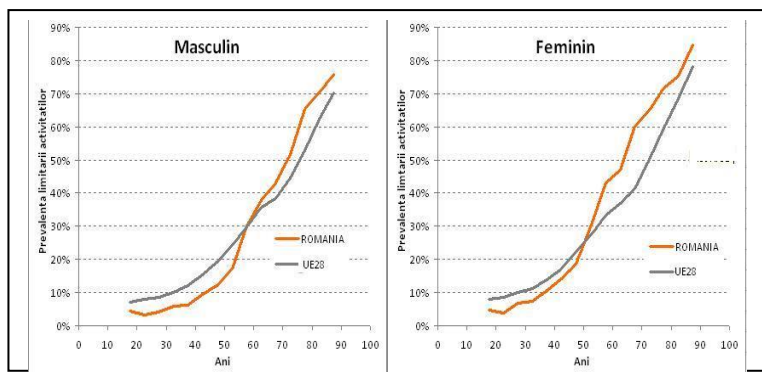 Masculin
Prevalenta limitarii activitatilor
90%
80%
70%
60%
50%
40%
30%
20%
10%
0%
ROMANIA
UE28
0 10 20 30 40 50 60 70 80 90 100
Ani
Feminin
Prevalenta limtarii activitatilor
90%
80%
70%
60%
50%
40%
30%
20%
10%
0%
ROMANIA
UE28
0 10 20 30 40 50 60 70 80 90 100
Ani